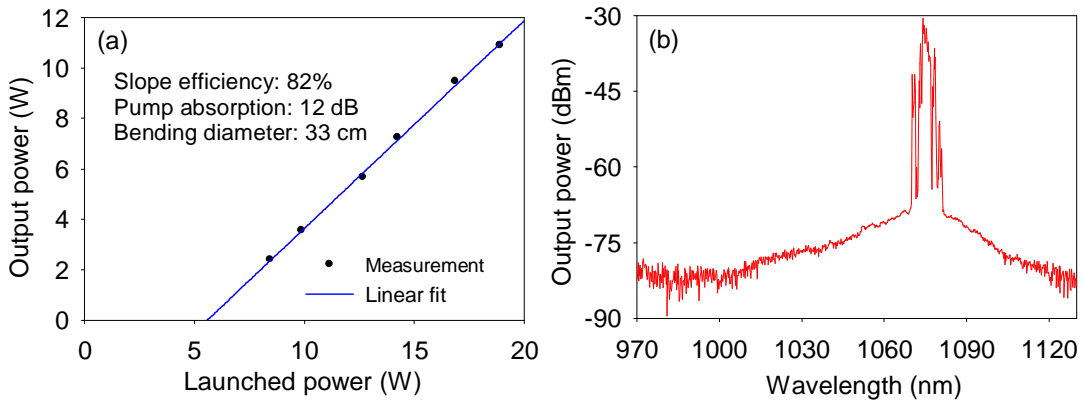 (a)
Slope efficiency: 82%
Pump absorption: 12 dB
Bending diameter: 33 cm
Measurement
Linear fit
Output power (W)
12
10
8
6
4
2
0
0 5 10 15 20
Launched power (W)
(b)
Output power (dBm)
-30
-45
-60
-75
-90
970 1000 1030 1060 1090 1120
Wavelength (nm)